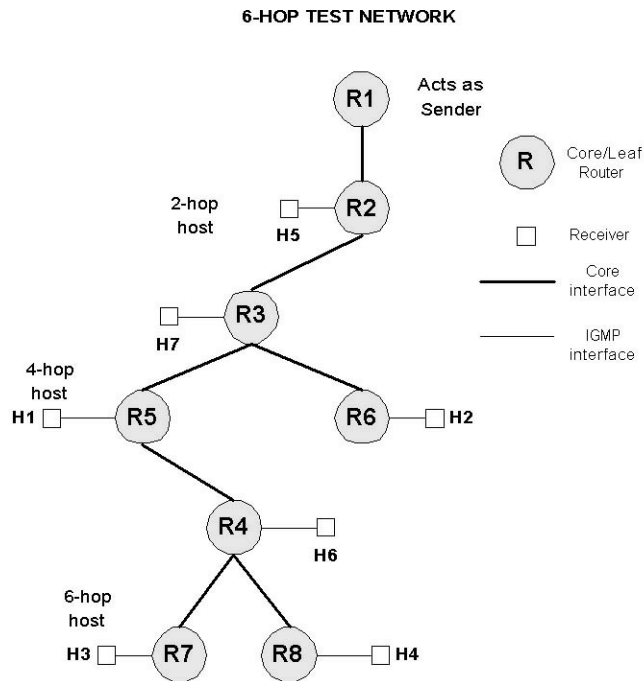 6-HOP TEST NETWORK
R1
Acts as
Sender
R
Core/Leaf
Router
2-hop
host
H5
R2
Receiver
Core
interface
R3
H7
IGMP
interface
4-hop
host
H1
R5
R6
H2
R4
H6
6-hop
host
H3
R7
R8
H4